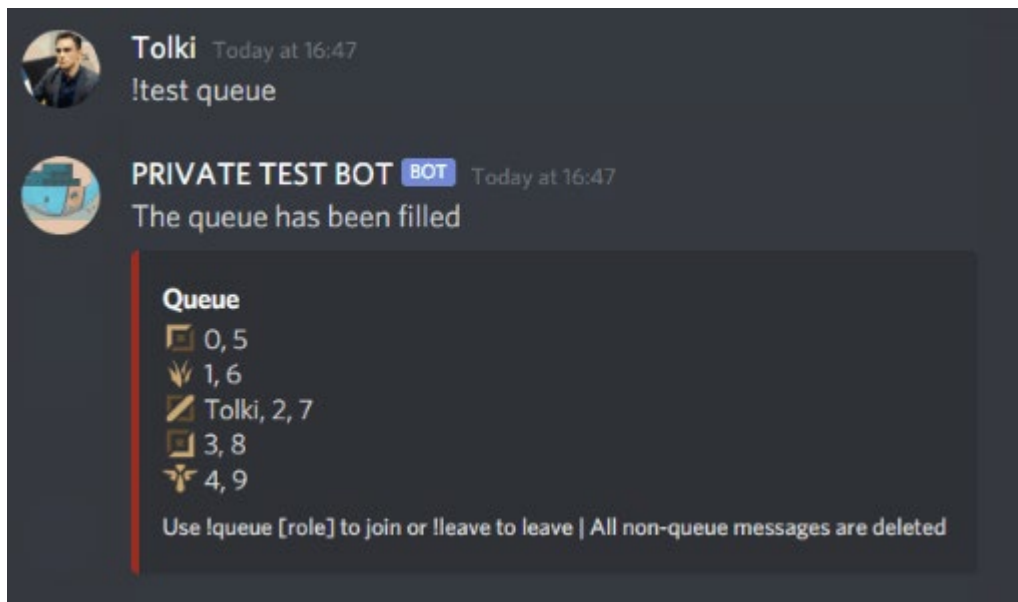 Tolki Today at 16:47
!test queue
PRIVATE TEST BOT BOT Today at 16:47
The queue has been filled
Queue
0, 5
1, 6
Tolki, 2, 7
3, 8
4, 9
Use !queue [role] to join or !leave to leave | All non-queue messages are deleted